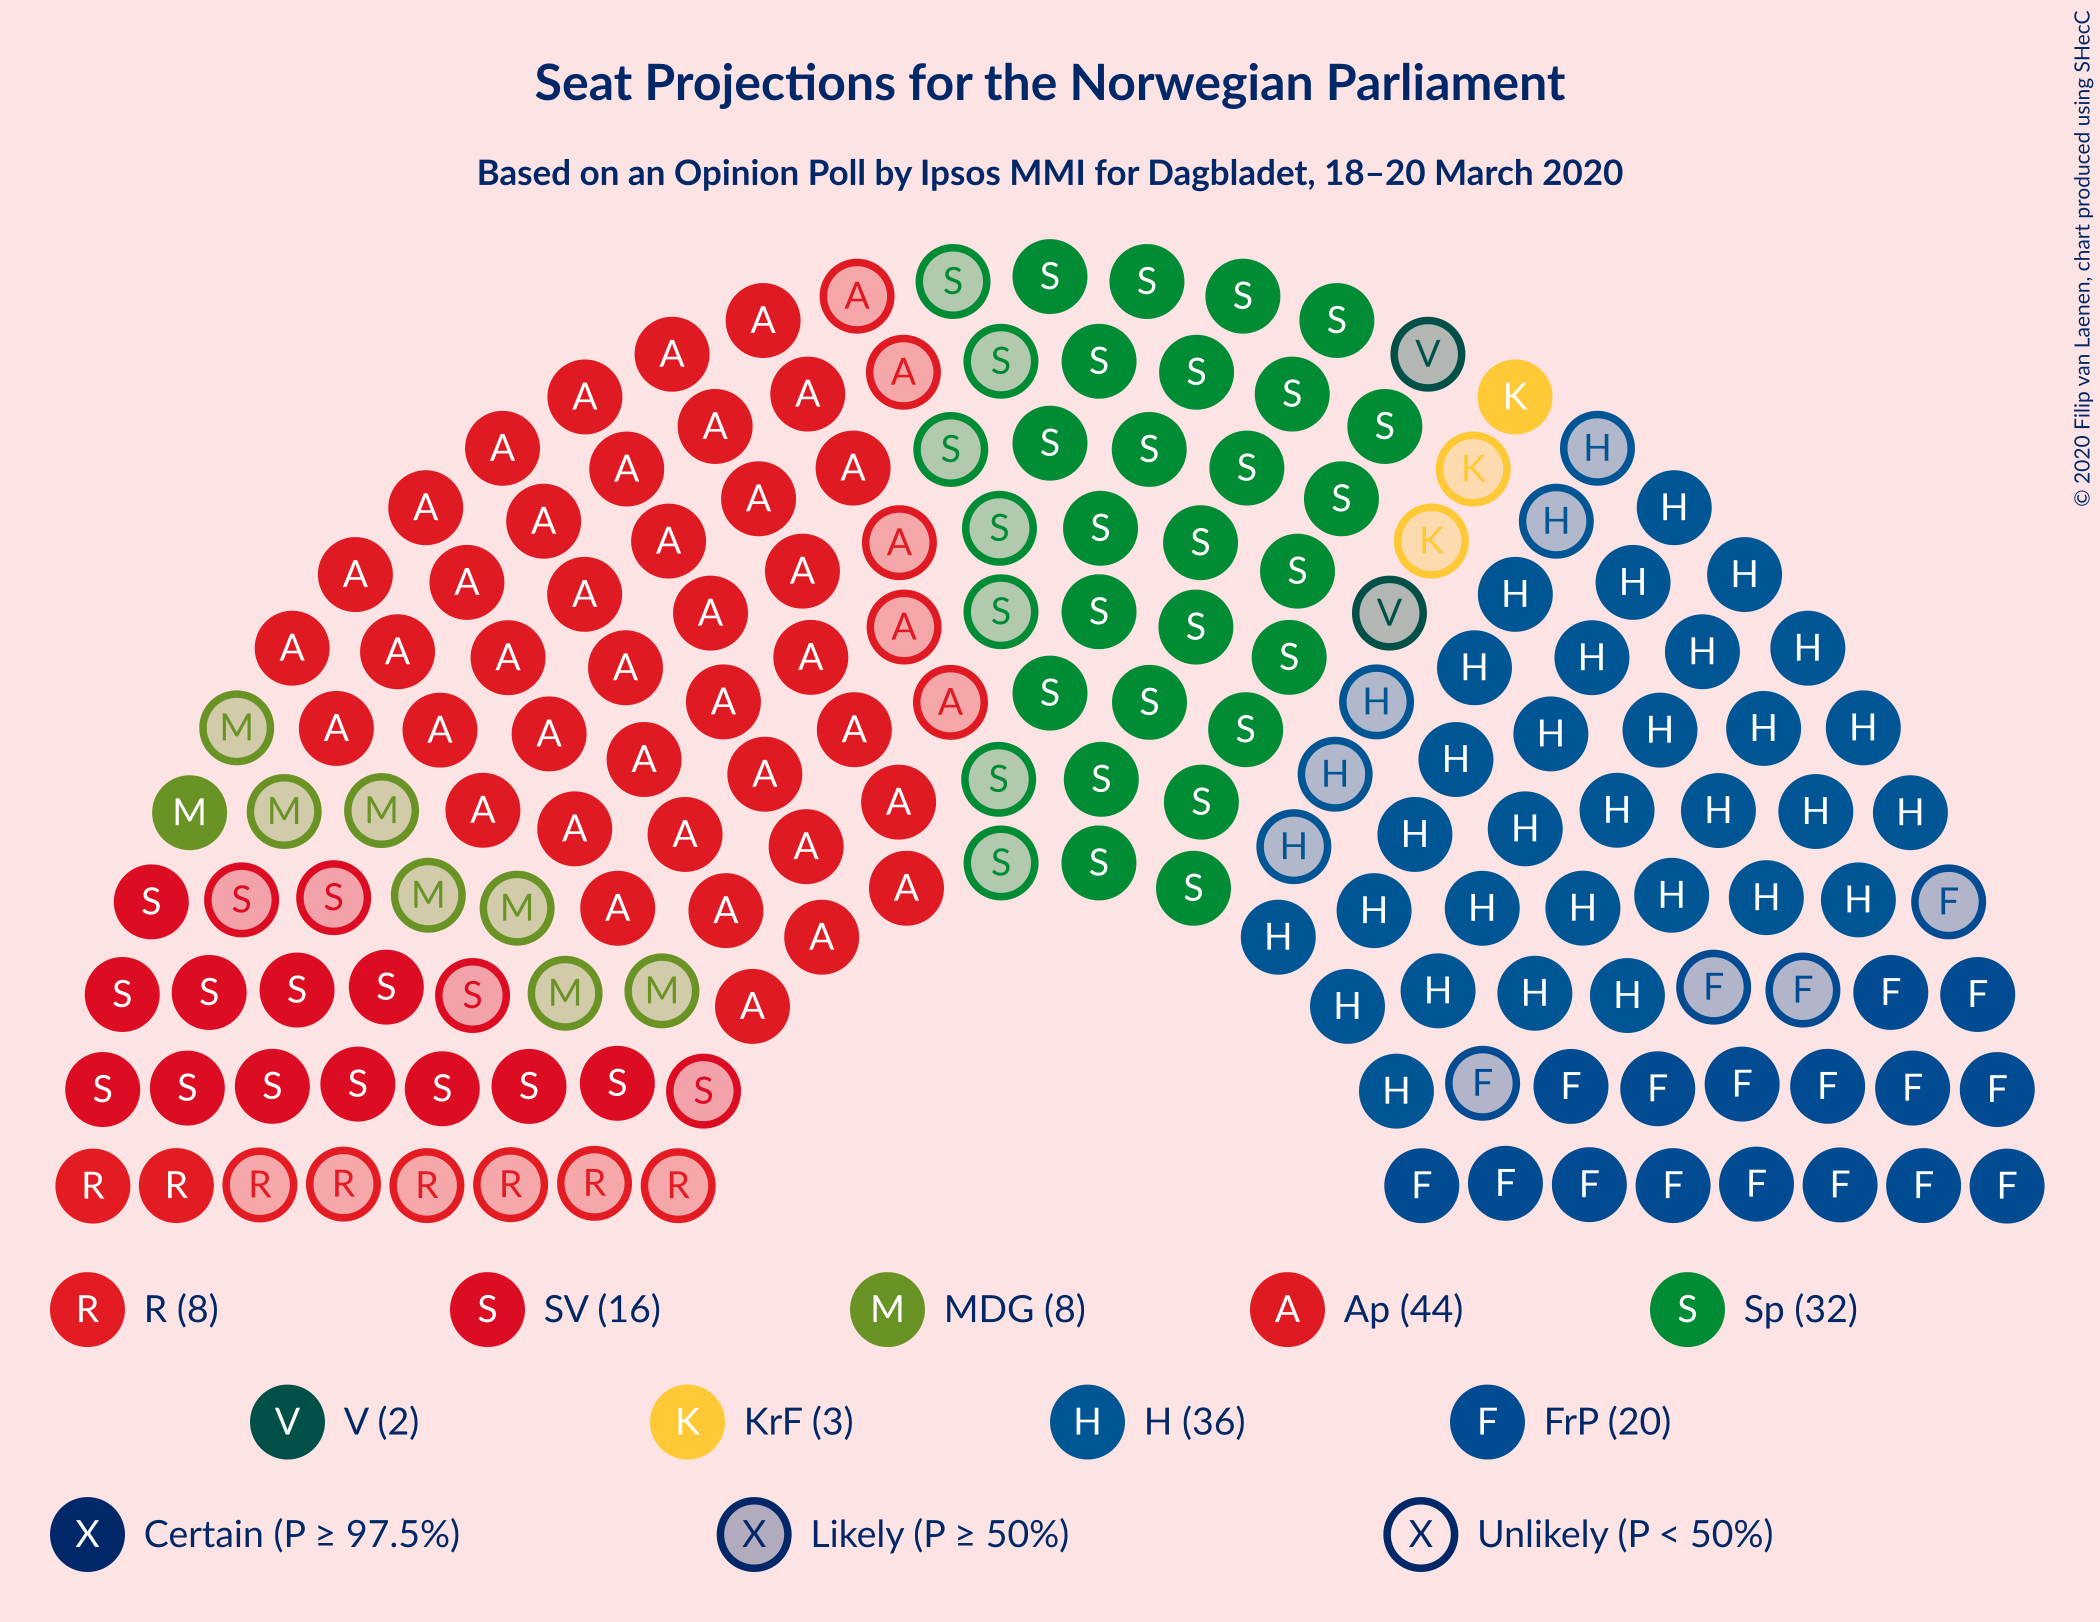 Seat Projections for the Norwegian Parliament
Based on an Opinion Poll by Ipsos MMI for Dagbladet, 18–20 March 2020
© 2020 Filip van Laenen, chart produced using SHecC
A S S S S S V
A A A S S S S S K K H
A A A S S S S S K H H
A A A A S S S S V H H
A A A A A S S S S H H H H
A A A A A A S S S H H H H H
M A A A A A A A S S S H H H H H H H
M M M A A A A A A S S S H H H H H H H H
S S S M M A A A H H H H H H H F
S S S S S M M A H H H H F F F F
S S S S S S S S H F F F F F F F
R R R R R R R R F F F F F F F F
R R (8)
S SV (16)
M MDG (8)
A Ap (44)
S Sp (32)
V V (2)
K KrF (3)
H H (36)
F FrP (20)
X Certain (P ≥ 97.5%)
X Likely (P ≥ 50%)
X Unlikely (P < 50%)